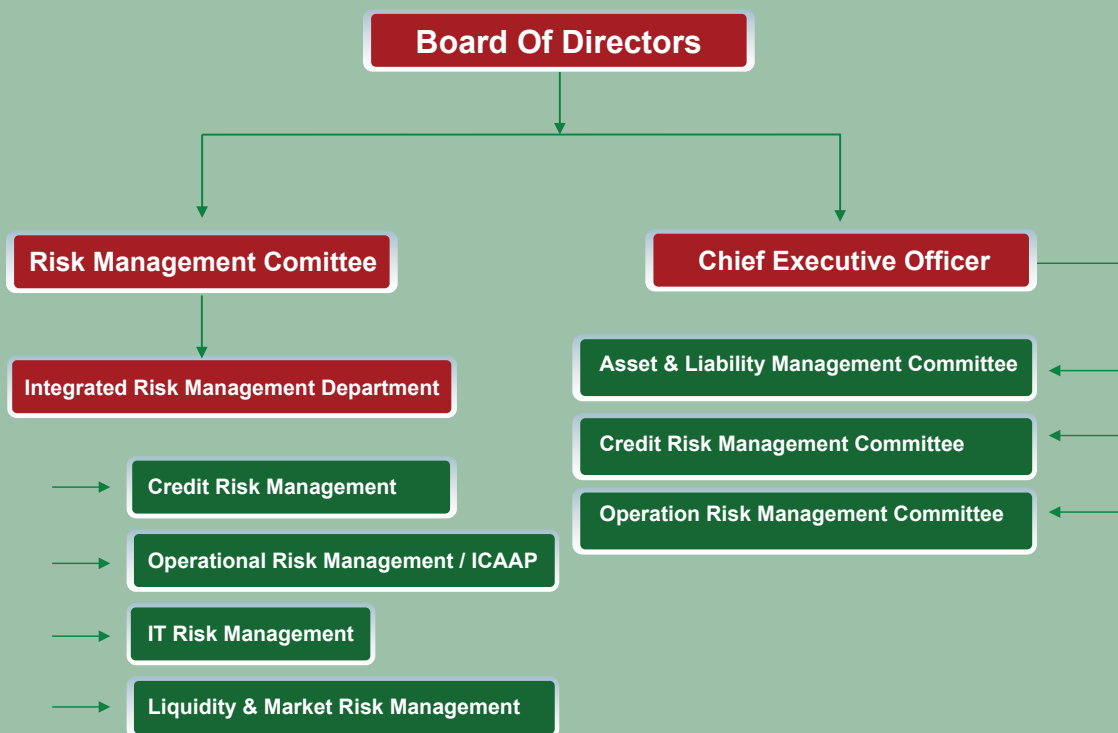 Board Of Directors
Risk Management Comittee
Chief Executive Officer
Integrated Risk Management Department
Asset & Liability Management Committee
Credit Risk Management Committee
Operation Risk Management Committee
Credit Risk Management
Operational Risk Management / ICAAP
IT Risk Management
Liquidity & Market Risk Management